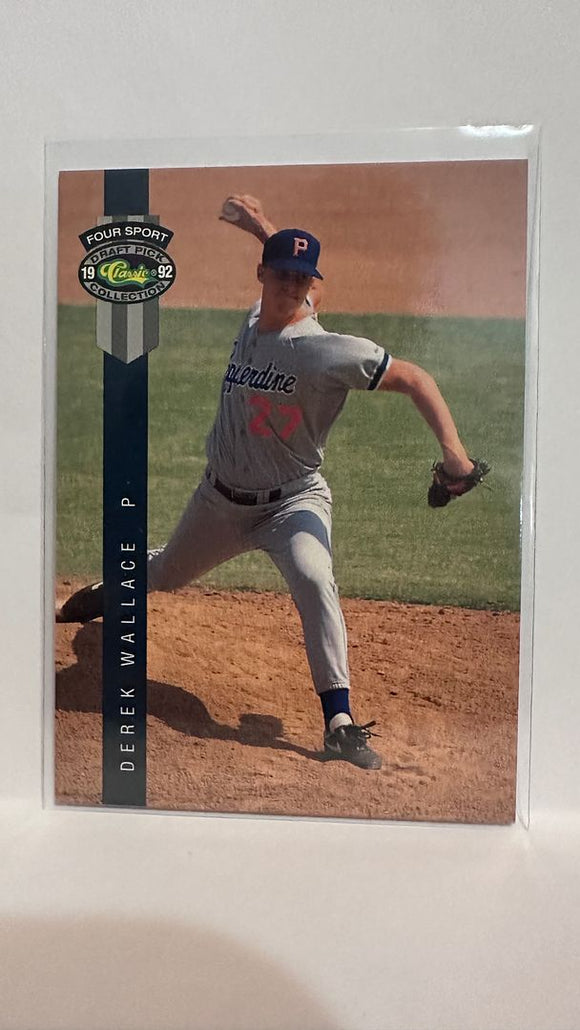 FOUR SPORT
DRAFT PICK
19 Classic® 92
COLLECTION
P
pperdine
27
DEREK WALLACE P